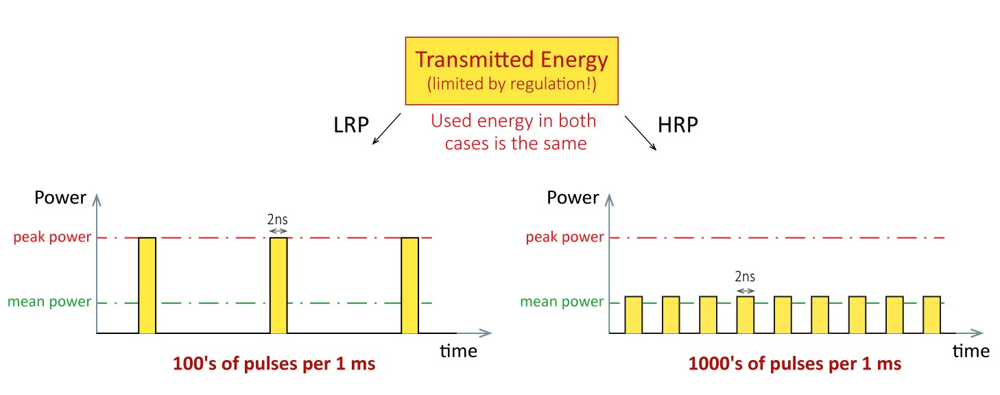 Transmitted Energy
(limited by regulation!)
LRP
Used energy in both
cases is the same
HRP
Power
peak power
mean power
2ns
time
100's of pulses per 1 ms
Power
peak power
mean power
2ns
time
1000's of pulses per 1 ms